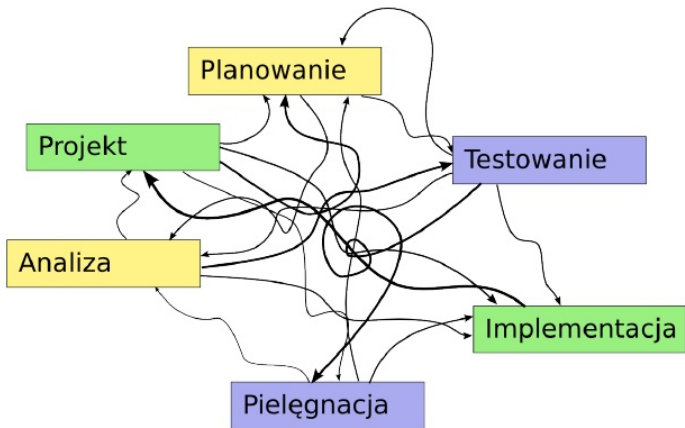 Planowanie
Projekt
Testowanie
Analiza
Implementacja
Pielęgnacja